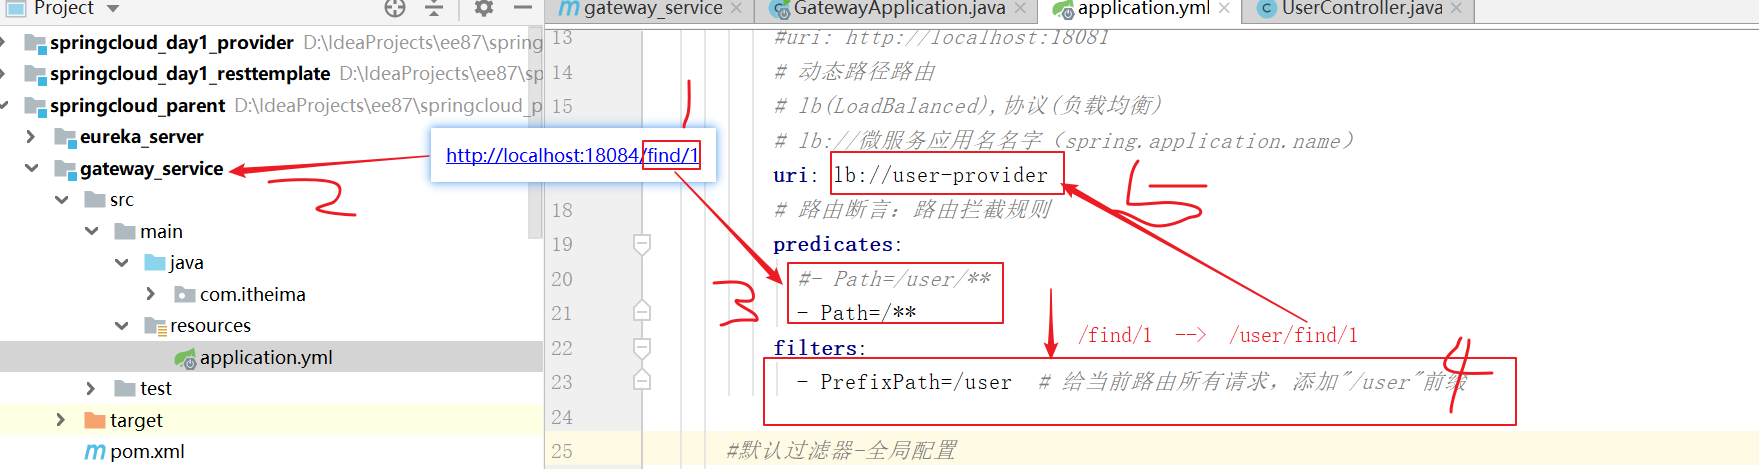 Project
gateway_service
GatewayApplication.java
application.yml
UserController.java
springcloud_day1_provider D:\IdeaProjects\ee87\spring
springcloud_day1_resttemplate D:\IdeaProjects\ee87\sp
springcloud_parent D:\IdeaProjects\ee87\springcloud_p
eureka_server
gateway_service
src
main
java
com.itheima
resources
application.yml
test
target
pom.xml
http://localhost:18084/find/1
1
2
3
4
5
13 #uri: http://localhost:18081
14 # 动态路径路由
15 # lb(LoadBalanced),协议(负载均衡)
# lb://微服务应用名名字（spring.application.name）
uri: lb://user-provider
18 # 路由断言：路由拦截规则
19 predicates:
20 #- Path=/user/**
21 - Path=/**
/find/1 --> /user/find/1
22 filters:
23 - PrefixPath=/user # 给当前路由所有请求，添加"/user"前缀
24
25 #默认过滤器-全局配置